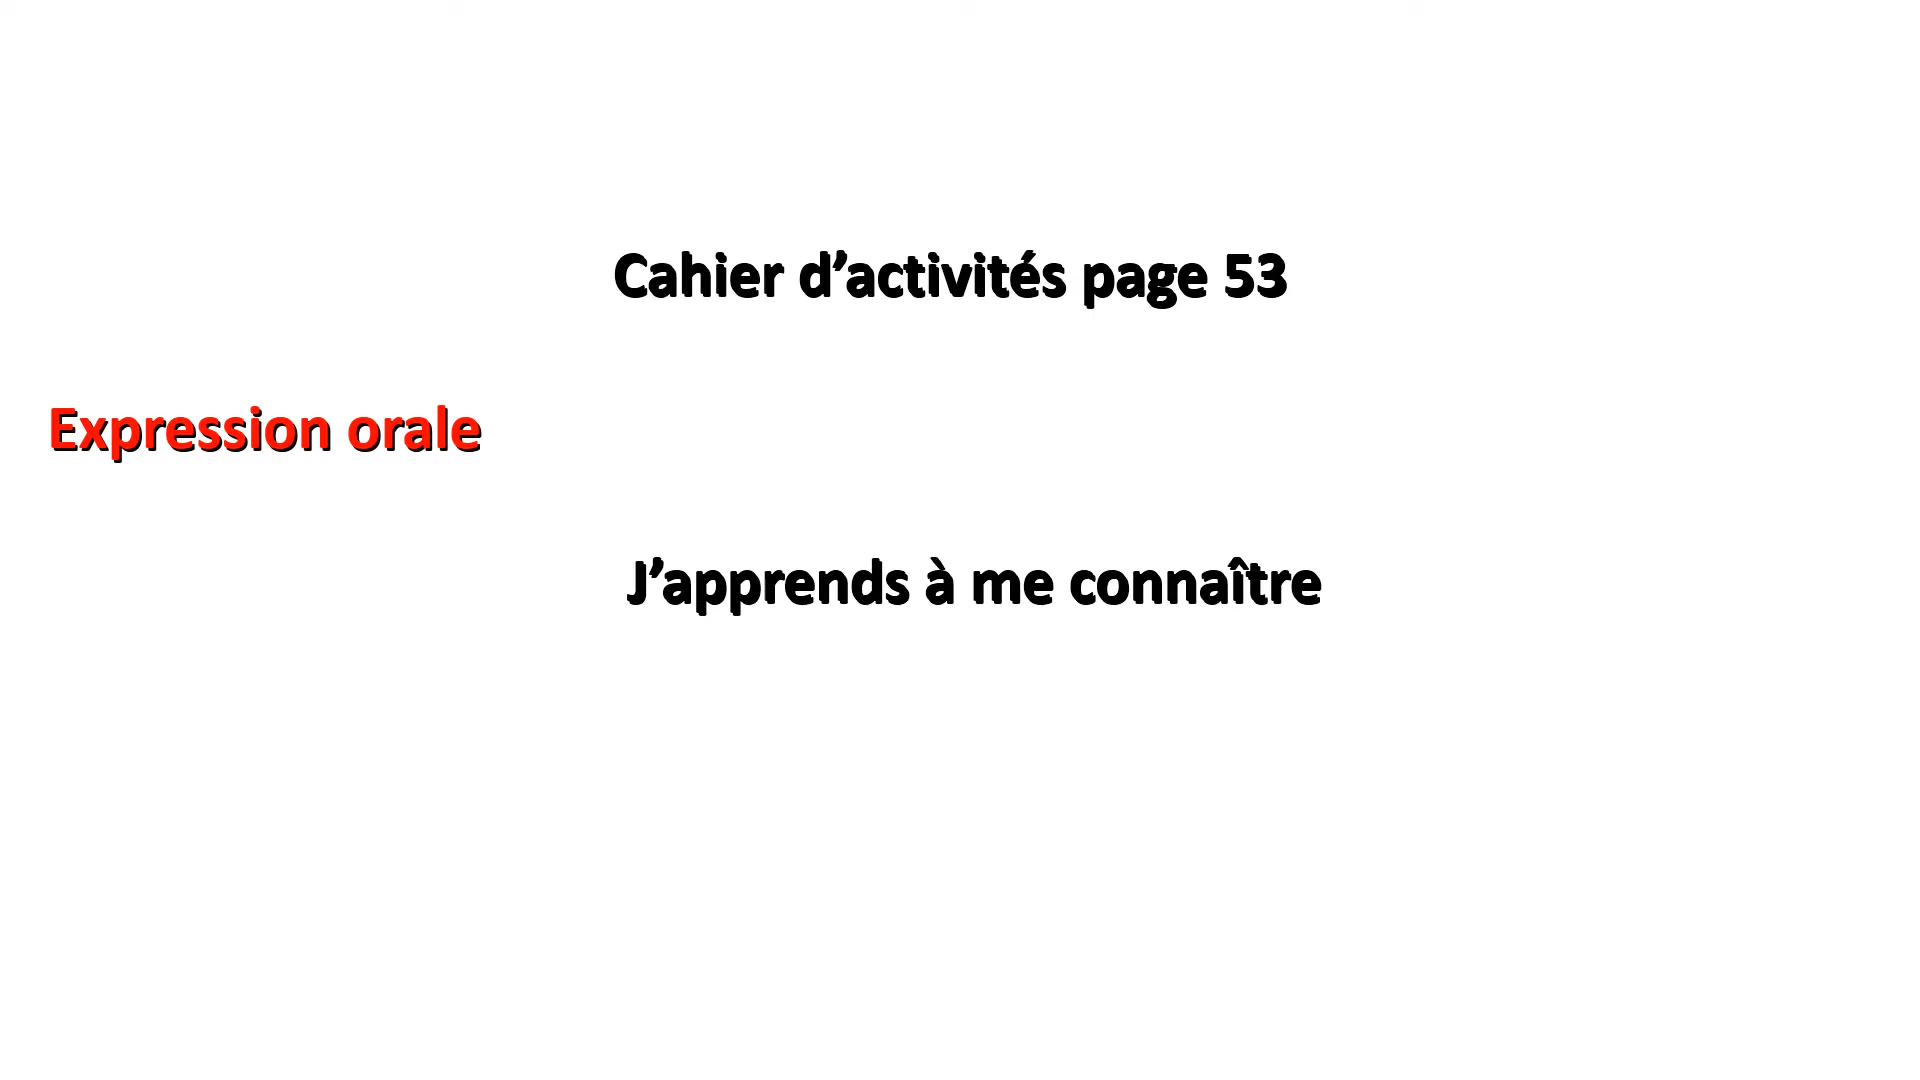 Cahier d’activités page 53
Expression orale
J’apprends à me connaître